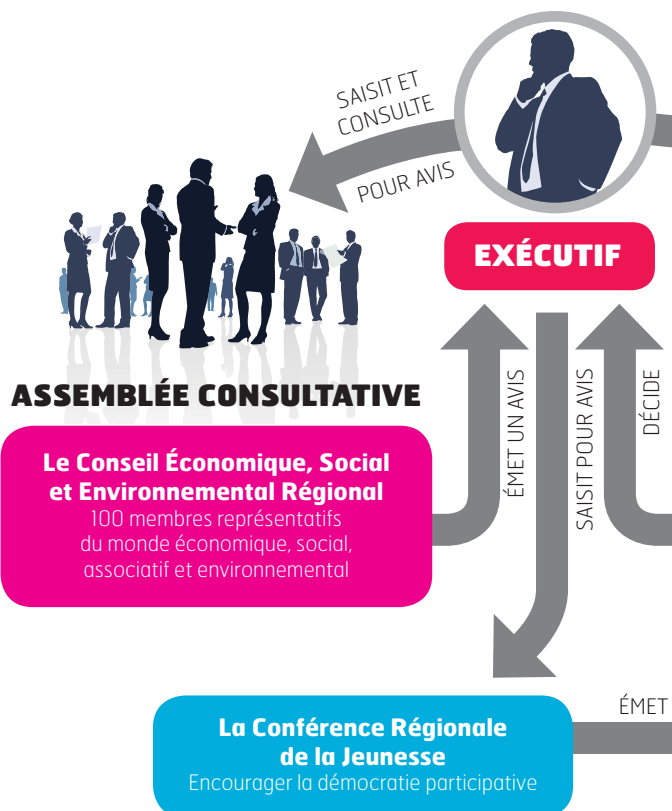 SAISIT ET
CONSULTE
POUR AVIS
EXÉCUTIF
ASSEMBLÉE CONSULTATIVE
Le Conseil Économique, Social
et Environnemental Régional
100 membres représentatifs
du monde économique, social,
associatif et environnemental
ÉMET UN AVIS
SAISIT POUR AVIS
DÉCIDE
La Conférence Régionale
de la Jeunesse
Encourager la démocratie participative
ÉMET